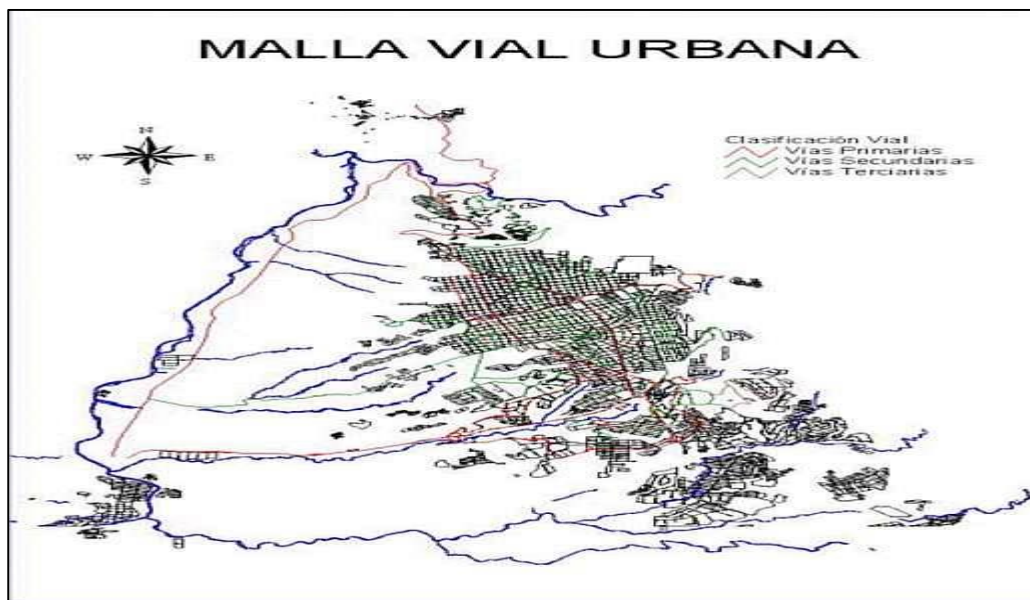 MALLA VIAL URBANA
N
W E
S
Clasificación Vial
Vías Primarias
Vías Secundarias
Vías Terciarias